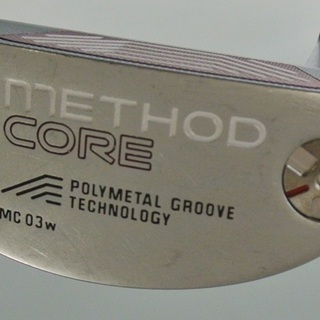 METHOD
CORE
POLYMETAL GROOVE
TECHNOLOGY
MC 03w